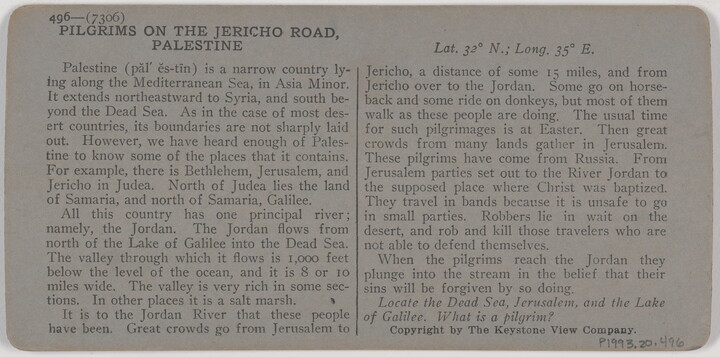 496—(7306)
PILGRIMS ON THE JERICHO ROAD,
PALESTINE
Palestine (păl′ ĕs-tīn) is a narrow country ly-
ing along the Mediterranean Sea, in Asia Minor.
It extends northeastward to Syria, and south be-
yond the Dead Sea. As in the case of most des-
ert countries, its boundaries are not sharply laid
out. However, we have heard enough of Pales-
tine to know some of the places that it contains.
For example, there is Bethlehem, Jerusalem, and
Jericho in Judea. North of Judea lies the land
of Samaria, and north of Samaria, Galilee.
All this country has one principal river;
namely, the Jordan. The Jordan flows from
north of the Lake of Galilee into the Dead Sea.
The valley through which it flows is 1,000 feet
below the level of the ocean, and it is 8 or 10
miles wide. The valley is very rich in some sec-
tions. In other places it is a salt marsh.
It is to the Jordan River that these people
have been. Great crowds go from Jerusalem to
Lat. 32° N.; Long. 35° E.
Jericho, a distance of some 15 miles, and from
Jericho over to the Jordan. Some go on horse-
back and some ride on donkeys, but most of them
walk as these people are doing. The usual time
for such pilgrimages is at Easter. Then great
crowds from many lands gather in Jerusalem.
These pilgrims have come from Russia. From
Jerusalem parties set out to the River Jordan to
the supposed place where Christ was baptized.
They travel in bands because it is unsafe to go
in small parties. Robbers lie in wait on the
desert, and rob and kill those travelers who are
not able to defend themselves.
When the pilgrims reach the Jordan they
plunge into the stream in the belief that their
sins will be forgiven by so doing.
Locate the Dead Sea, Jerusalem, and the Lake
of Galilee. What is a pilgrim?
Copyright by The Keystone View Company.
P1993.20.496